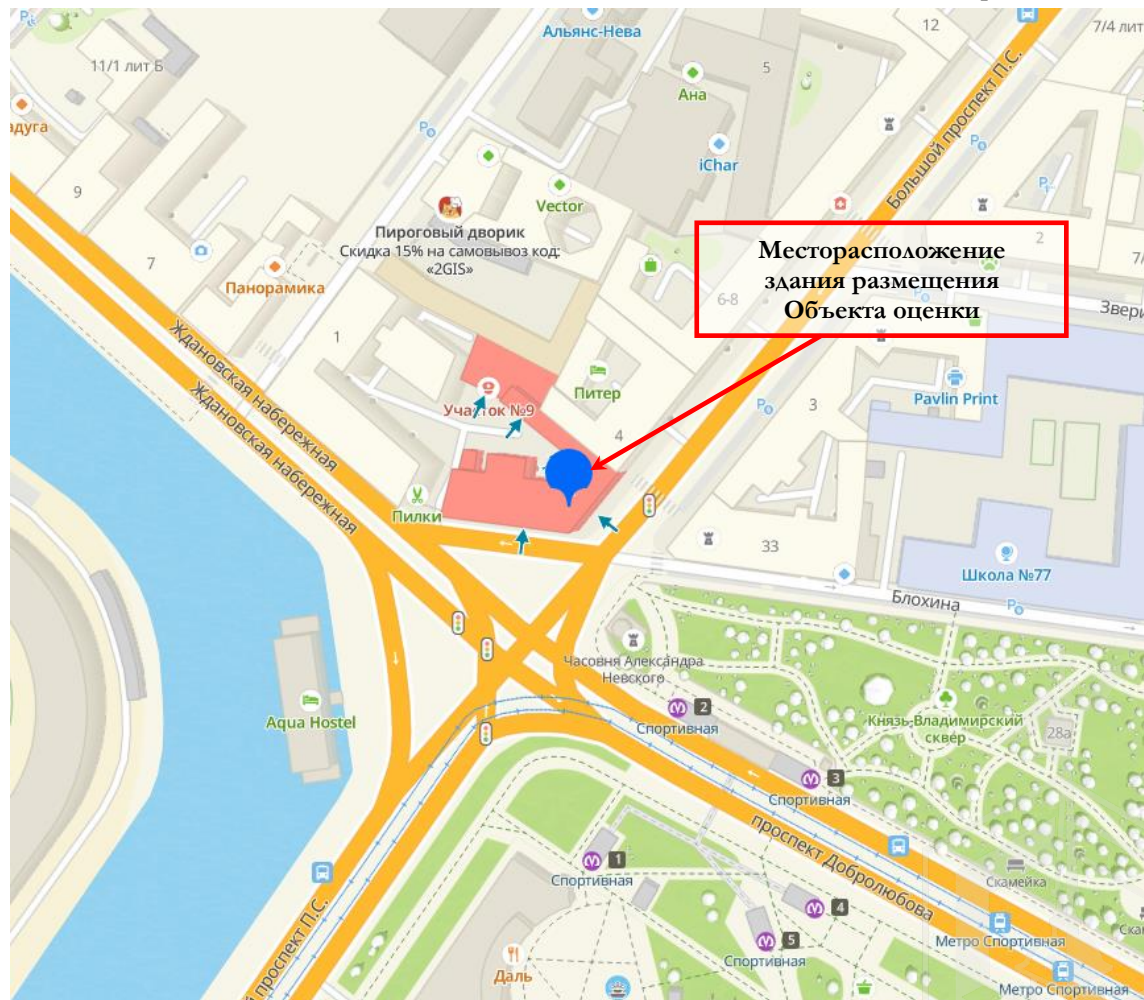 12
7/4 лит
Альянс-Нева
11/1 лит Б
5
Ана
адуга
iChar
Большой проспект П.С.
9
Vector
Пироговый дворик
Скидка 15% на самовывоз код:
«2GIS»
Месторасположение
здания размещения
Объекта оценки
2
7/
7
Панорамика
6-8
Звери
1
Ждановская набережная
Ждановская набережная
Участок №9
Питер
Pavlin Print
3
4
Пилки
33
Школа №77
Блохина
Часовня Александра
Невского
2
Спортивная
Aqua Hostel
Князь-Владимирский
сквер
28а
3
Спортивная
проспект Добролюбова
1
Спортивная
Скамейка
4
5
Спортивная
Ска
Метро Спортивная
Даль
й проспект П.С.
Метро Спортивная